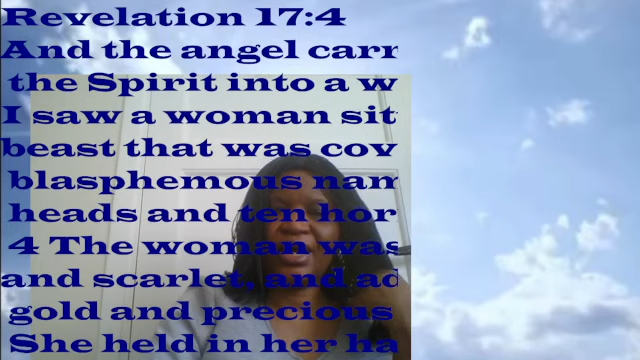 Revelation 17:4
And the angel carr
the Spirit into a w
I saw a woman sit
beast that was cov
blasphemous nam
heads and ten hor
4 The woman was
and scarlet, and ad
gold and precious
She held in her ha